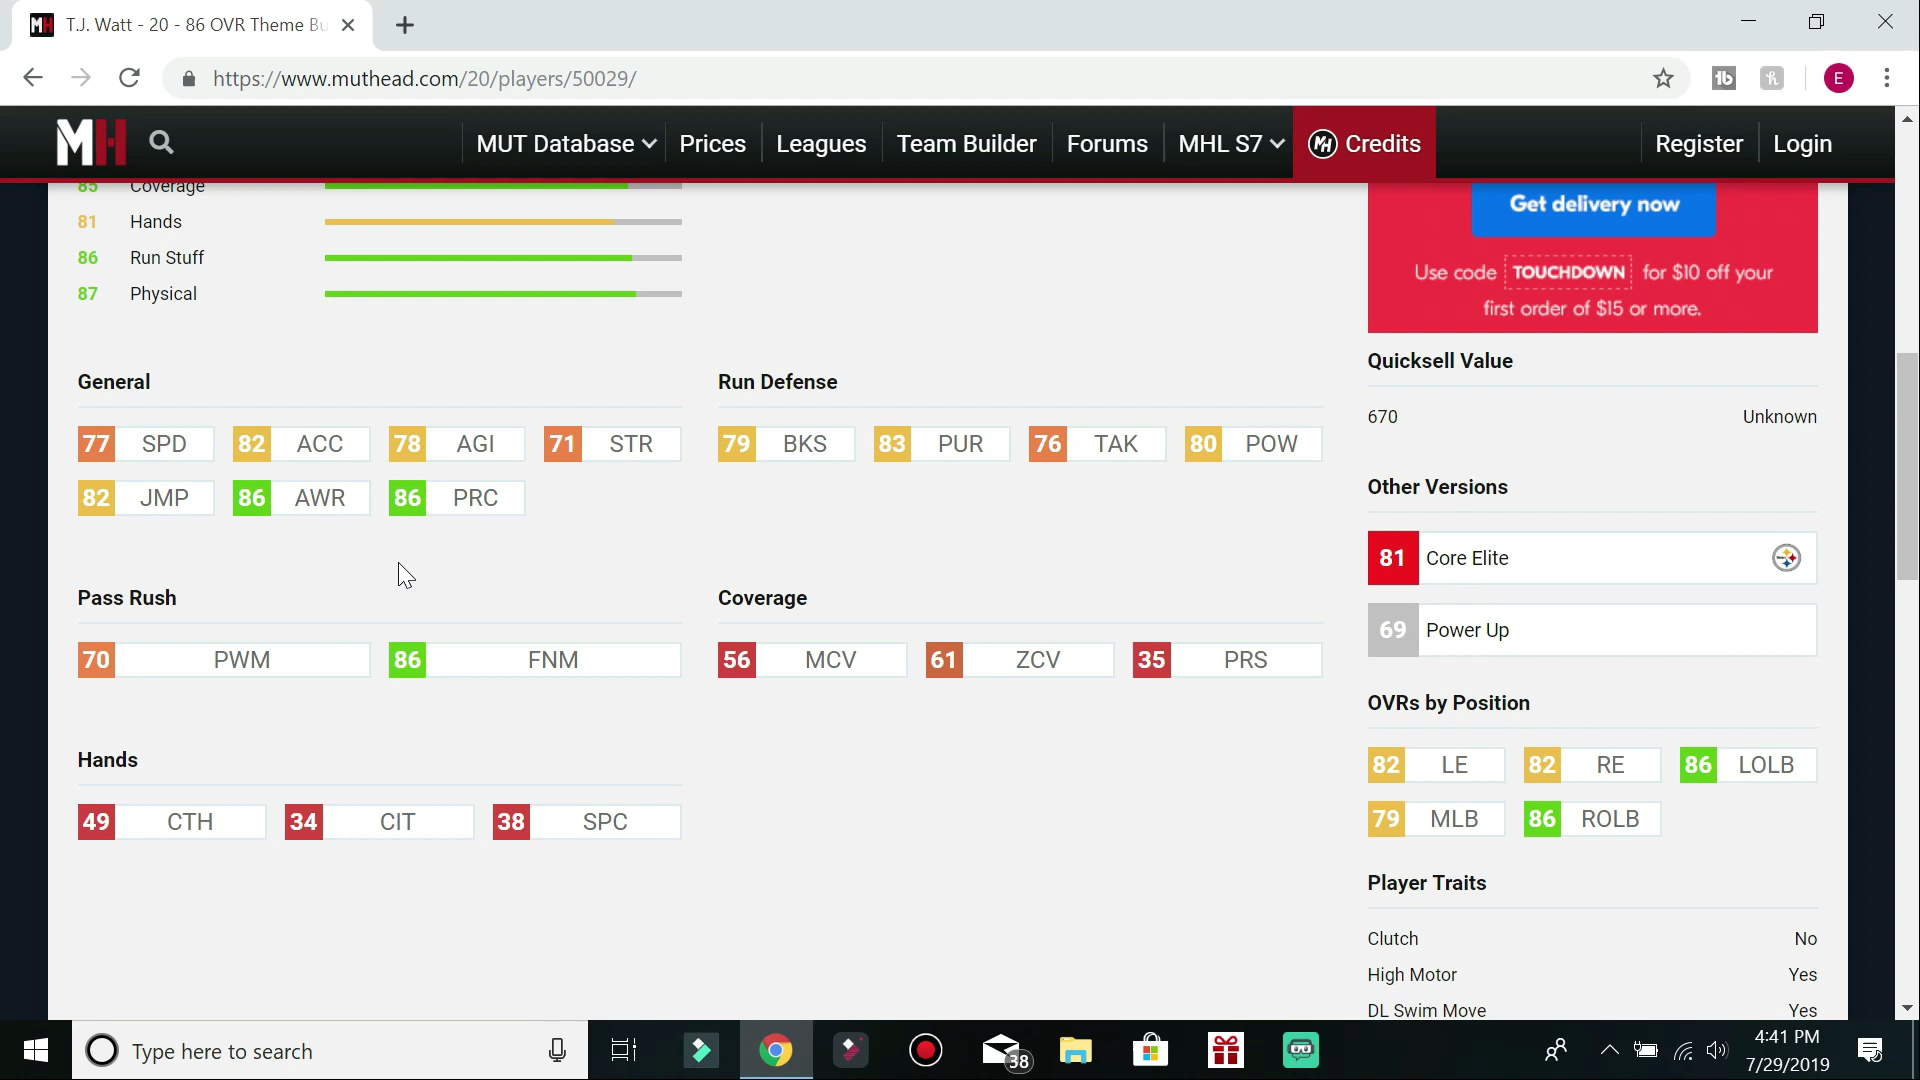 T.J. Watt - 20 - 86 OVR Theme Bu
https://www.muthead.com/20/players/50029/
E
MH
MUT Database
Prices
Leagues
Team Builder
Forums
MHL S7
Credits
Register
Login
85 Coverage
81 Hands
86 Run Stuff
87 Physical
Get delivery now
Use code TOUCHDOWN for $10 off your
first order of $15 or more.
General
77 SPD 82 ACC 78 AGI 71 STR
82 JMP 86 AWR 86 PRC
Run Defense
79 BKS 83 PUR 76 TAK 80 POW
Pass Rush
70 PWM 86 FNM
Coverage
56 MCV 61 ZCV 35 PRS
Hands
49 CTH 34 CIT 38 SPC
Quicksell Value
670 Unknown
Other Versions
81 Core Elite
69 Power Up
OVRs by Position
82 LE 82 RE 86 LOLB
79 MLB 86 ROLB
Player Traits
Clutch No
High Motor Yes
DL Swim Move Yes
Type here to search
38
4:41 PM
7/29/2019